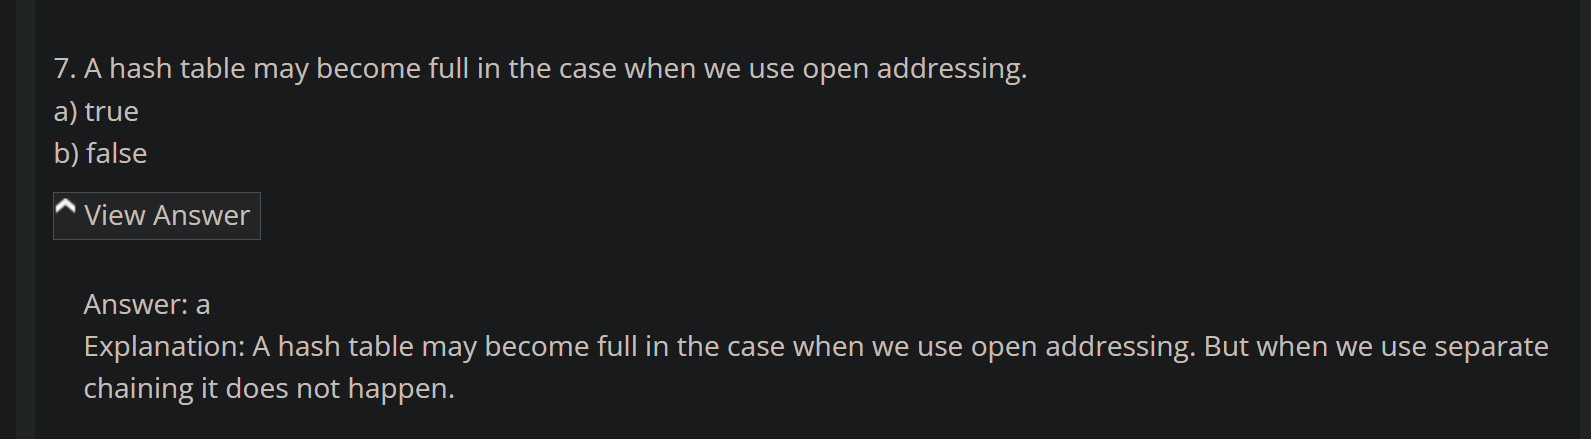 7. A hash table may become full in the case when we use open addressing.
a) true
b) false
View Answer
Answer: a
Explanation: A hash table may become full in the case when we use open addressing. But when we use separate
chaining it does not happen.